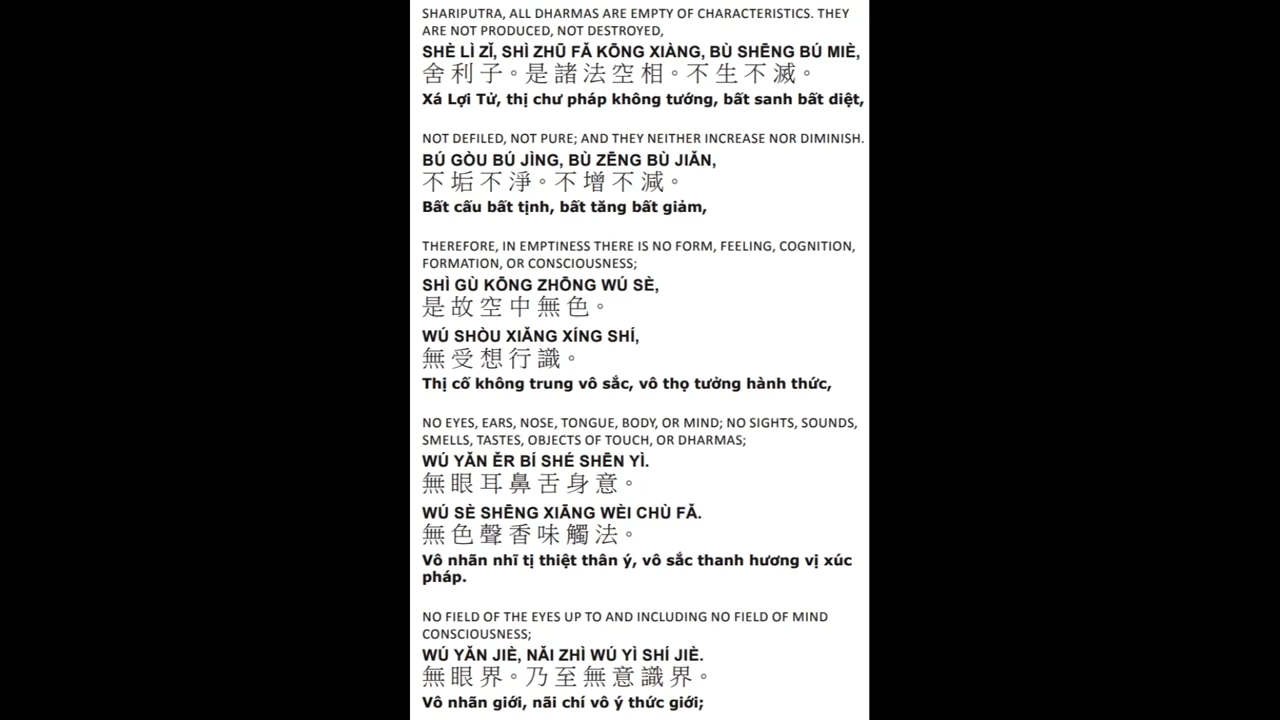 SHARIPUTRA, ALL DHARMAS ARE EMPTY OF CHARACTERISTICS. THEY
ARE NOT PRODUCED, NOT DESTROYED,
SHÈ LÌ ZǏ, SHÌ ZHŪ FǍ KŌNG XIÀNG, BÙ SHĒNG BÚ MIÈ,
舍利子。是諸法空相。不生不滅。
Xá Lợi Tử, thị chư pháp không tướng, bất sanh bất diệt,
NOT DEFILED, NOT PURE; AND THEY NEITHER INCREASE NOR DIMINISH.
BÚ GÒU BÚ JÌNG, BÙ ZĒNG BÙ JIǍN,
不垢不淨。不增不減。
Bất cấu bất tịnh, bất tăng bất giảm,
THEREFORE, IN EMPTINESS THERE IS NO FORM, FEELING, COGNITION,
FORMATION, OR CONSCIOUSNESS;
SHÌ GÙ KŌNG ZHŌNG WÚ SÈ,
是故空中無色。
WÚ SHÒU XIǍNG XÍNG SHÍ,
無受想行識。
Thị cố không trung vô sắc, vô thọ tưởng hành thức,
NO EYES, EARS, NOSE, TONGUE, BODY, OR MIND; NO SIGHTS, SOUNDS,
SMELLS, TASTES, OBJECTS OF TOUCH, OR DHARMAS;
WÚ YǍN ĚR BÍ SHÉ SHĒN YÌ.
無眼耳鼻舌身意。
WÚ SÈ SHĒNG XIĀNG WÈI CHÙ FǍ.
無色聲香味觸法。
Vô nhãn nhĩ tị thiệt thân ý, vô sắc thanh hương vị xúc
pháp.
NO FIELD OF THE EYES UP TO AND INCLUDING NO FIELD OF MIND
CONSCIOUSNESS;
WÚ YǍN JIÈ, NǍI ZHÌ WÚ YÌ SHÍ JIÈ.
無眼界。乃至無意識界。
Vô nhãn giới, nãi chí vô ý thức giới;